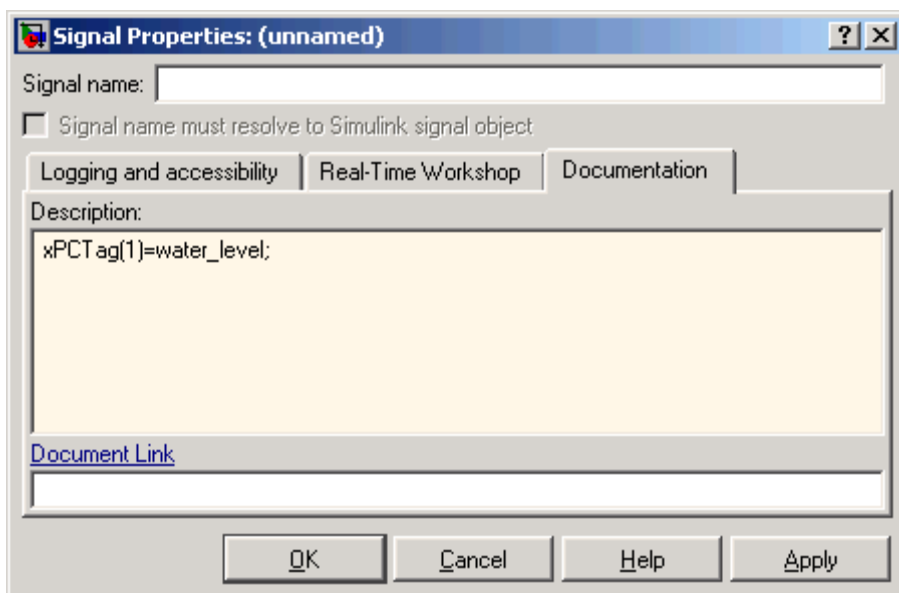 Signal Properties: (unnamed)
? X
Signal name:
Signal name must resolve to Simulink signal object
Logging and accessibility Real-Time Workshop Documentation
Description:
xPCTag(1)=water_level;
Document Link
OK Cancel Help Apply